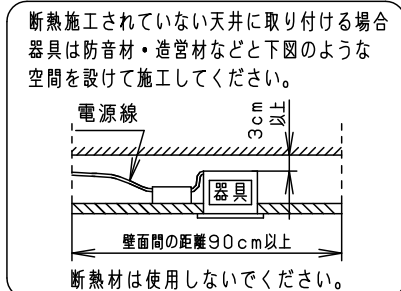 断熱施工されていない天井に取り付ける場合
器具は防音材・造営材などと下図のような
空間を設けて施工してください。
電源線
3cm
以上
器具
壁面間の距離90cm以上
断熱材は使用しないでください。